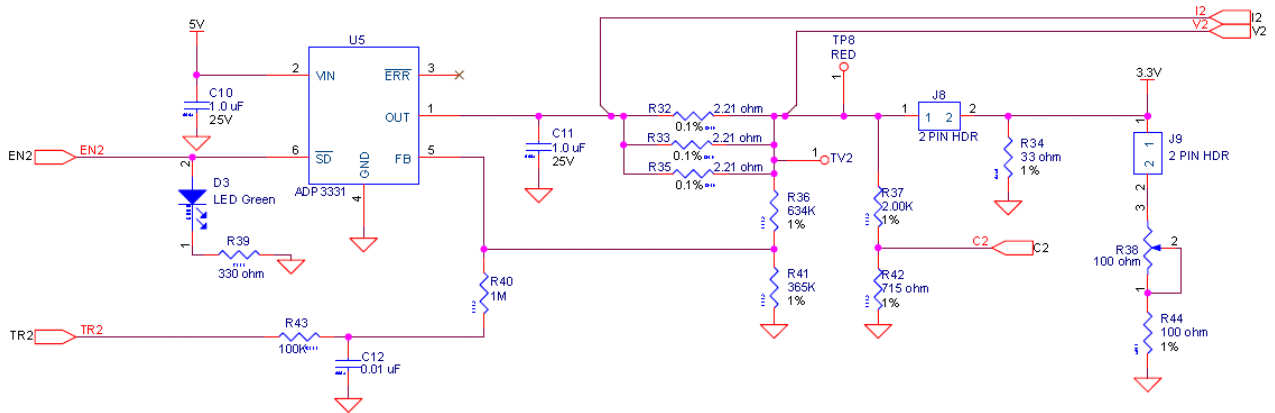 I2
I2
V2
V2
5V
U5
TP8
RED
3.3V
1
2
VIN
ERR
3
C10
1.0 uF
25V
OUT
1
R32
2.21 ohm
0.1%
1
J8
1 2
2
2 PIN HDR
1
J9
1 2
2 PIN HDR
2
C11
1.0 uF
25V
R33
2.21 ohm
0.1%
R34
33 ohm
1%
EN2
EN2
6
SD
FB
5
GND
ADP3331
4
R35
2.21 ohm
0.1%
1
TV2
2
D3
LED Green
1
R36
634K
1%
R37
2.00K
1%
3
R38
100 ohm
2
1
R39
330 ohm
C2
C2
R40
1M
R41
365K
1%
R42
715 ohm
1%
R44
100 ohm
1%
TR2
TR2
R43
100K
C12
0.01 uF